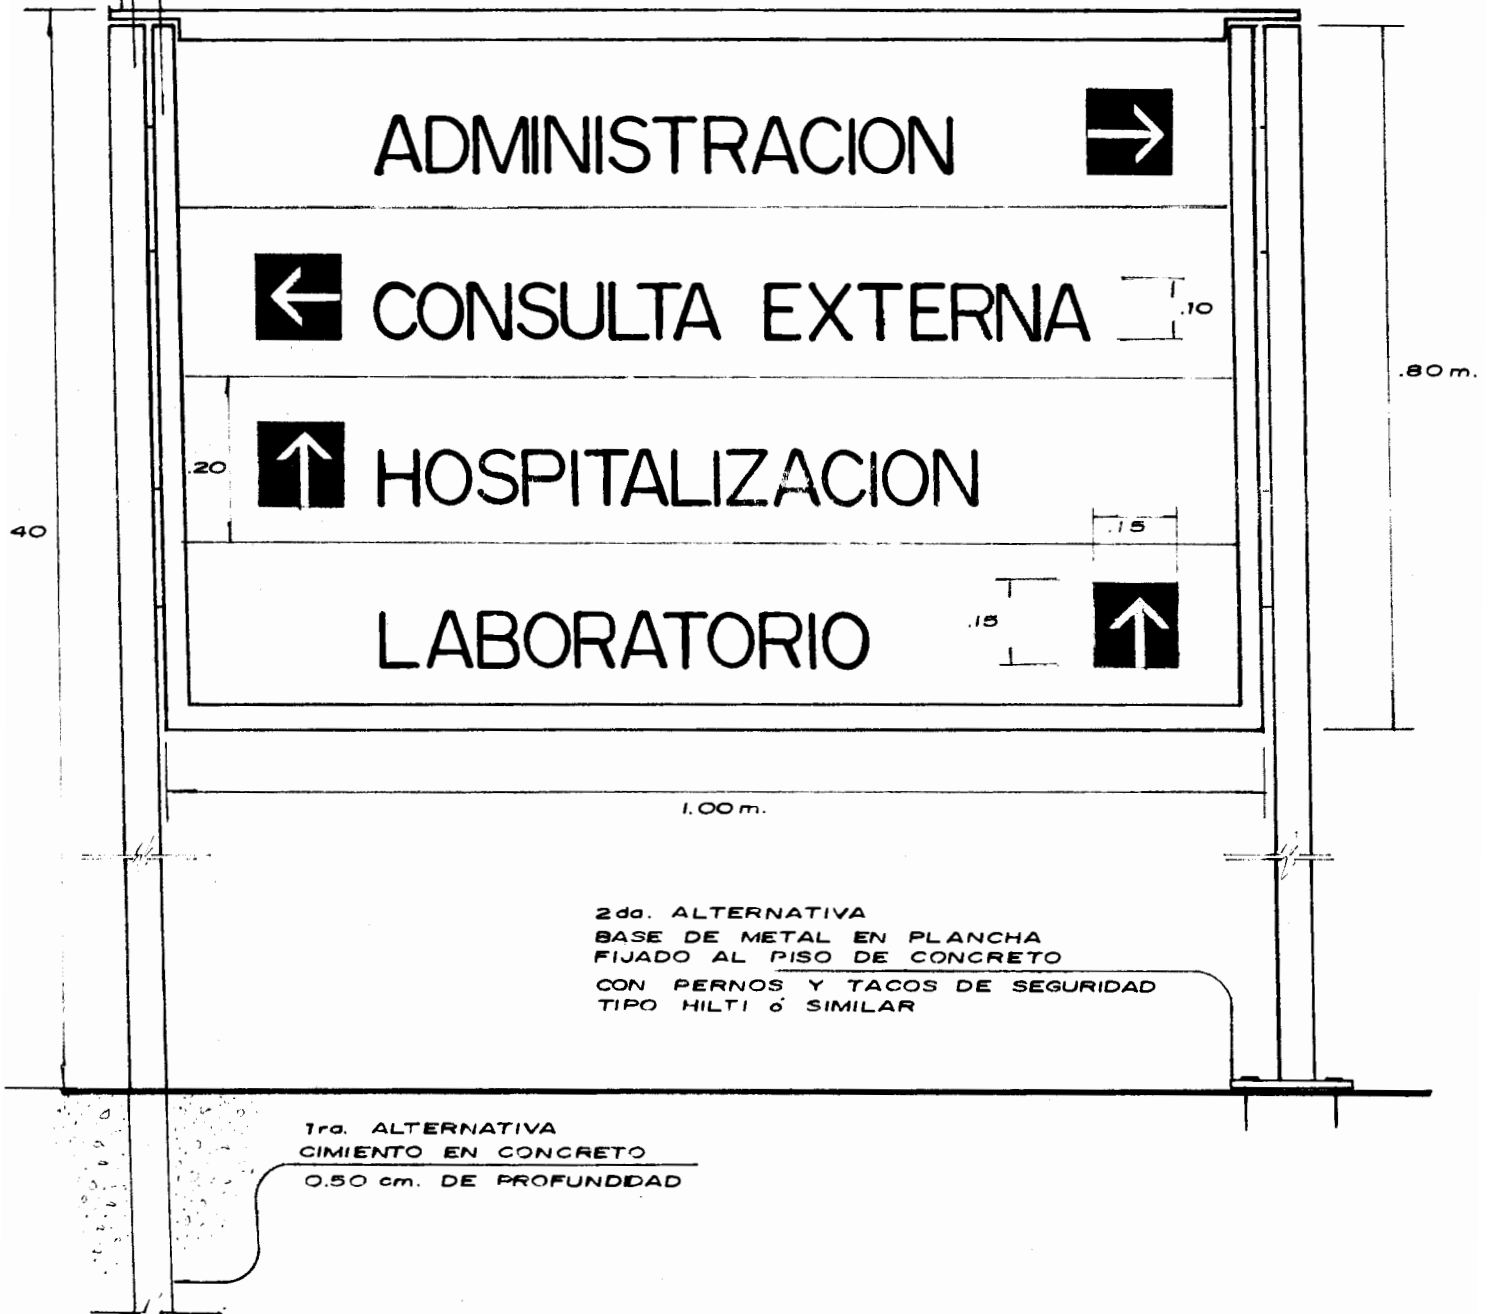 ADMINISTRACION
CONSULTA EXTERNA
.10
.80 m.
HOSPITALIZACION
.20
40
.15
LABORATORIO
.15
1.00 m.
2da. ALTERNATIVA
BASE DE METAL EN PLANCHA
FIJADO AL PISO DE CONCRETO
CON PERNOS Y TACOS DE SEGURIDAD
TIPO HILTI ó SIMILAR
1ra. ALTERNATIVA
CIMIENTO EN CONCRETO
0.50 cm. DE PROFUNDIDAD